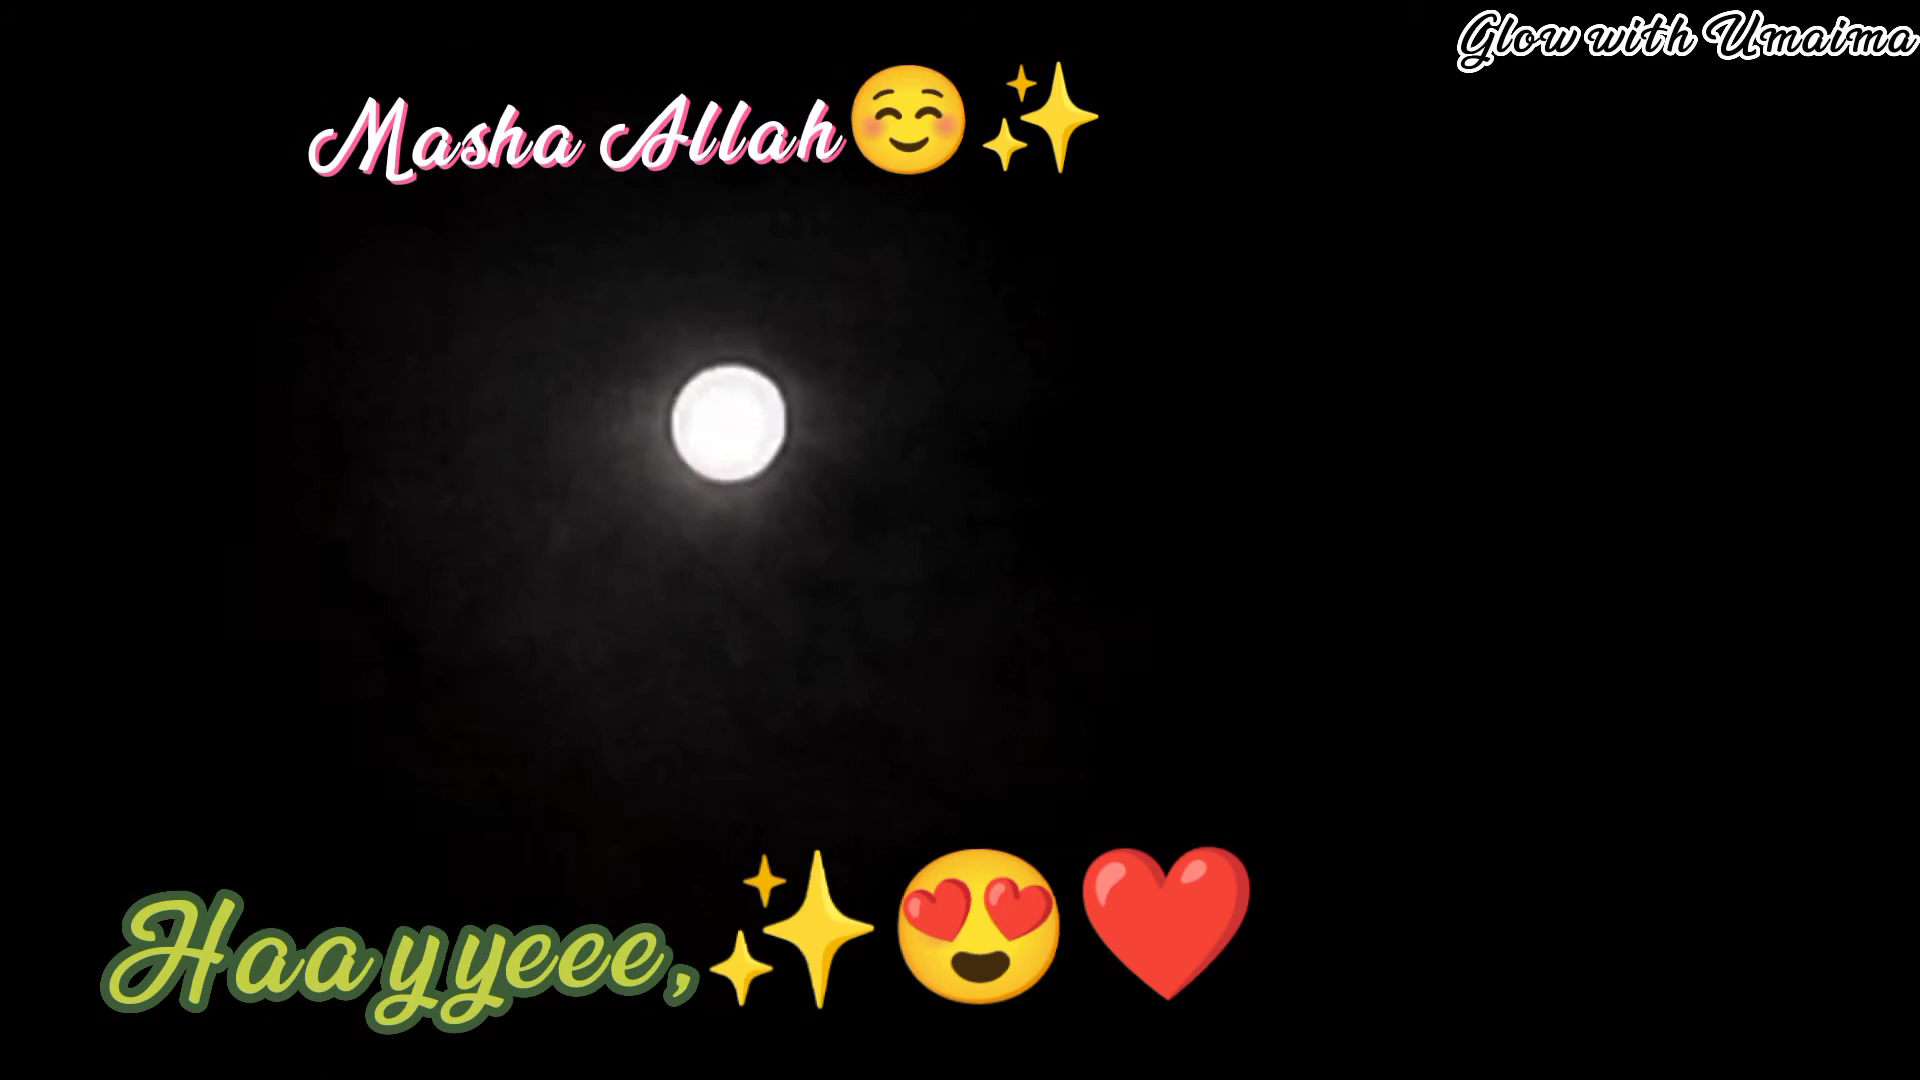 Glow with Umaima
Masha Allah☺️✨
Haayyeee,✨😍❤️